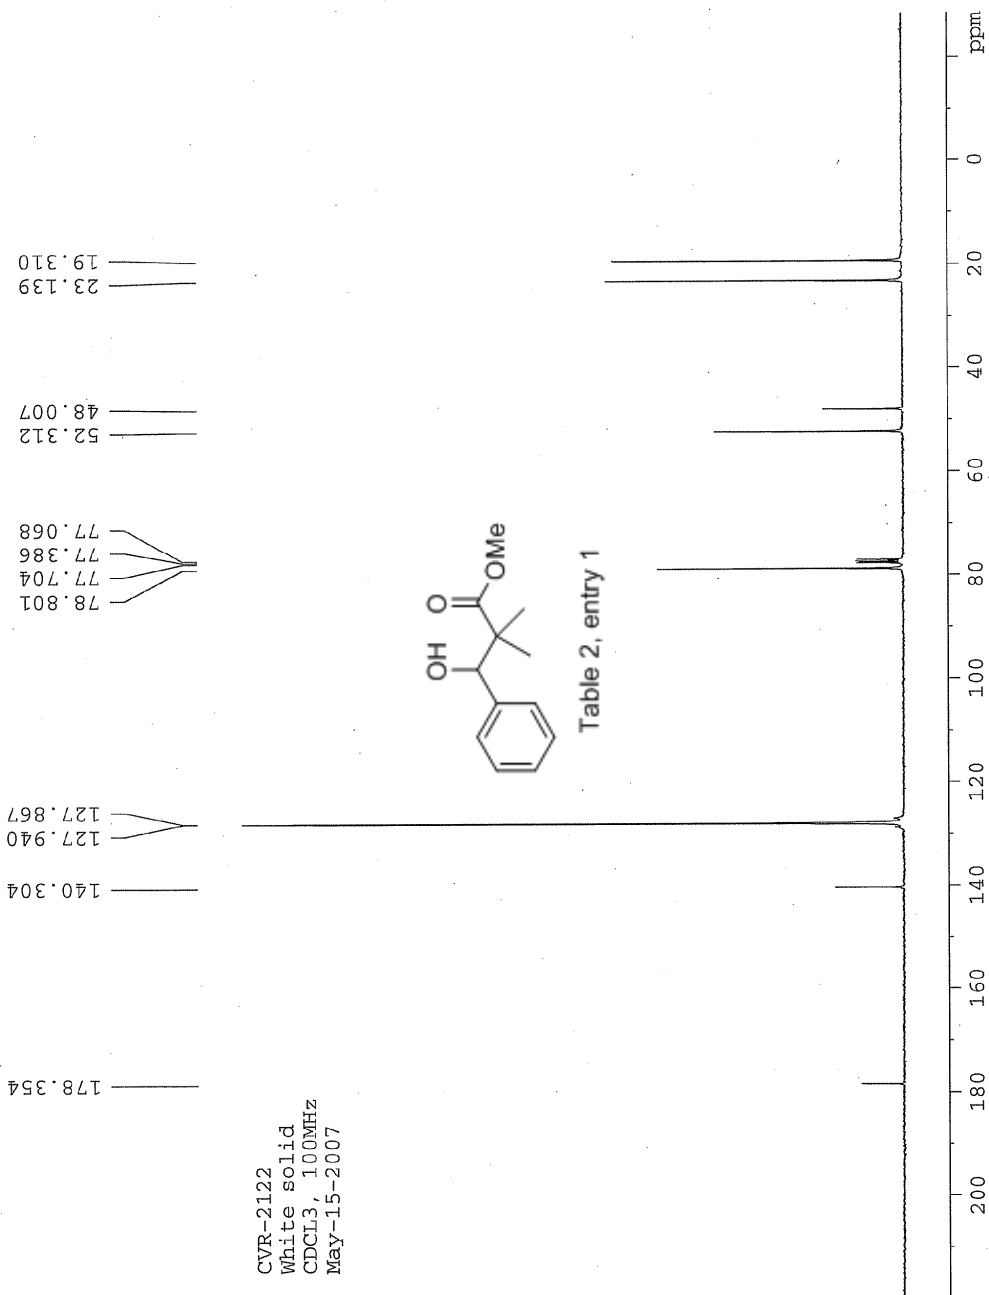 178.354
140.304
127.940
127.867
78.801
77.704
77.386
77.068
52.312
48.007
23.139
19.310
CVR-2122
White solid
CDCL3, 100MHz
May-15-2007
OH
O
OMe
Table 2, entry 1
200
180
160
140
120
100
80
60
40
20
0
ppm